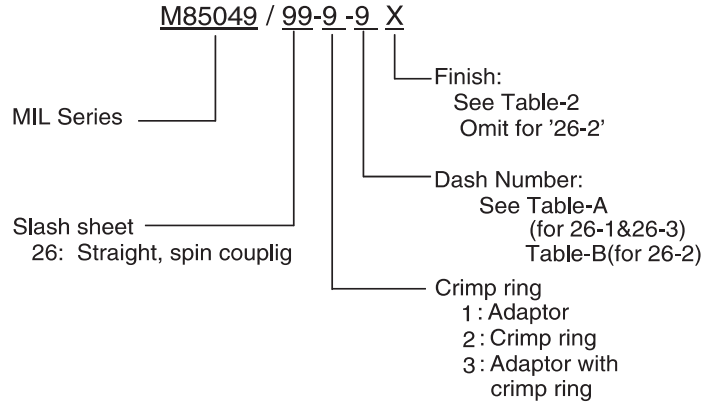 M85049 / 99-9 -9 X
Finish:
See Table-2
Omit for '26-2'
MIL Series
Dash Number:
See Table-A
(for 26-1&26-3)
Table-B(for 26-2)
Slash sheet
26: Straight, spin couplig
Crimp ring
1 : Adaptor
2 : Crimp ring
3 : Adaptor with
crimp ring